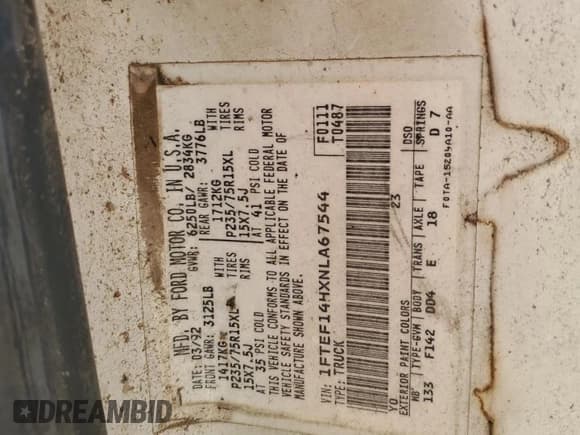 MFD. BY FORD MOTOR CO. IN U.S.A.
DATE: 03/92 GVWR: 6250LB/ 2834KG
FRONT GAWR: 3125LB REAR GAWR: 3776LB
1417KG WITH 1712KG WITH
P235/75R15XL TIRES P235/75R15XL TIRES
15X7.5J RIMS 15X7.5J RIMS
AT 35 PSI COLD AT 41 PSI COLD
THIS VEHICLE CONFORMS TO ALL APPLICABLE FEDERAL MOTOR
VEHICLE SAFETY STANDARDS IN EFFECT ON THE DATE OF
MANUFACTURE SHOWN ABOVE.
F0111
T0487
1FTEF14HXNLA67544
TYPE: TRUCK
YO 23
EXTERIOR PAINT COLORS DSO
WB TYPE-GVW BODY TRANS AXLE TAPE SPRINGS
133 F142 DD4 E 18 D 7
F0TA-15209A10-AA
DREAMBID